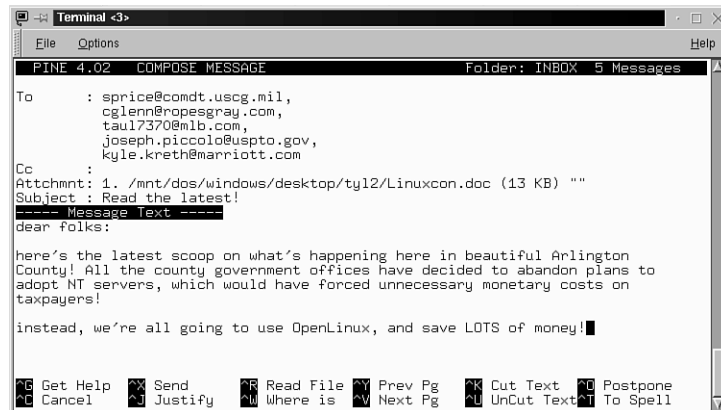 Terminal <3>
File Options Help
PINE 4.02 COMPOSE MESSAGE Folder: INBOX 5 Messages
To : sprice@comdt.uscg.mil,
cglenn@ropesgray.com,
taul7370@mlb.com,
joseph.piccolo@uspto.gov,
kyle.kreth@marriott.com
Cc :
Attchmnt: 1. /mnt/dos/windows/desktop/tyl2/Linuxcon.doc (13 KB) ""
Subject : Read the latest!
----- Message Text -----
dear folks:
here's the latest scoop on what's happening here in beautiful Arlington
County! All the county government offices have decided to abandon plans to
adopt NT servers, which would have forced unnecessary monetary costs on
taxpayers!
instead, we're all going to use OpenLinux, and save LOTS of money!
^G Get Help ^X Send ^R Read File ^Y Prev Pg ^K Cut Text ^O Postpone
^C Cancel ^J Justify ^W Where is ^V Next Pg ^U UnCut Text ^T To Spell